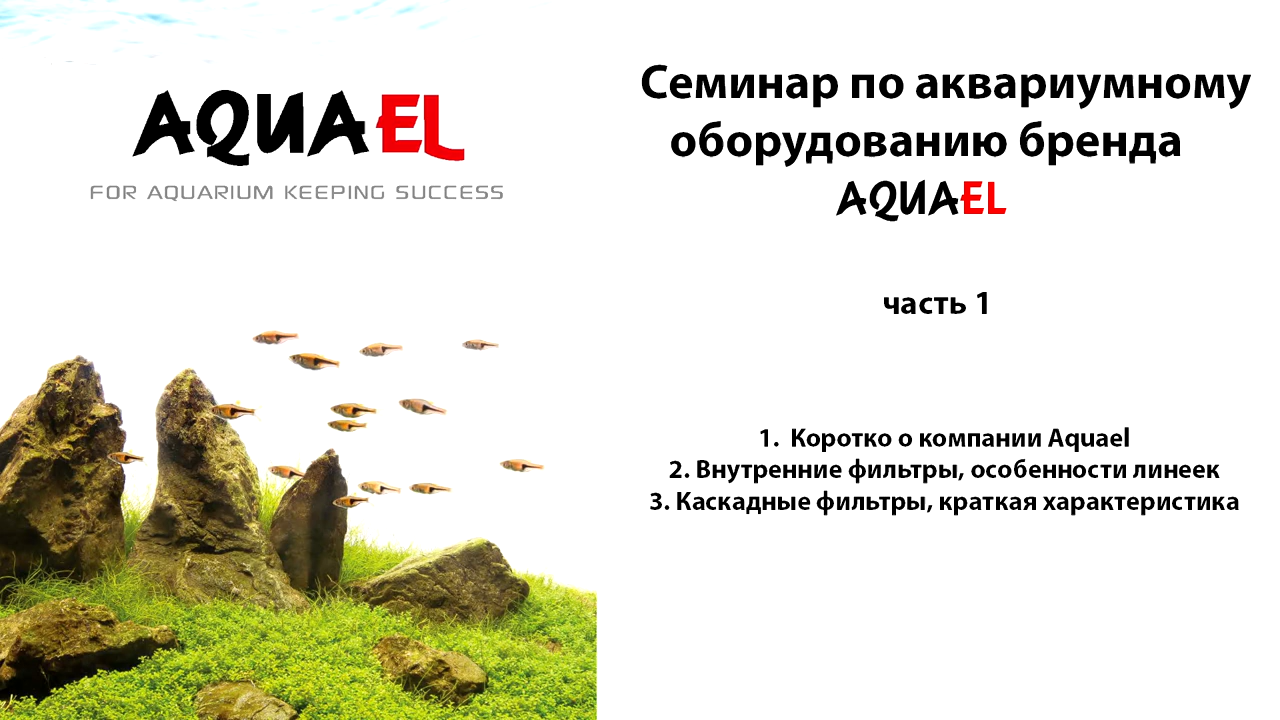 AQUAEL
FOR AQUARIUM KEEPING SUCCESS
Семинар по аквариумному
оборудованию бренда
AQUAEL
часть 1
1. Коротко о компании Aquael
2. Внутренние фильтры, особенности линеек
3. Каскадные фильтры, краткая характеристика